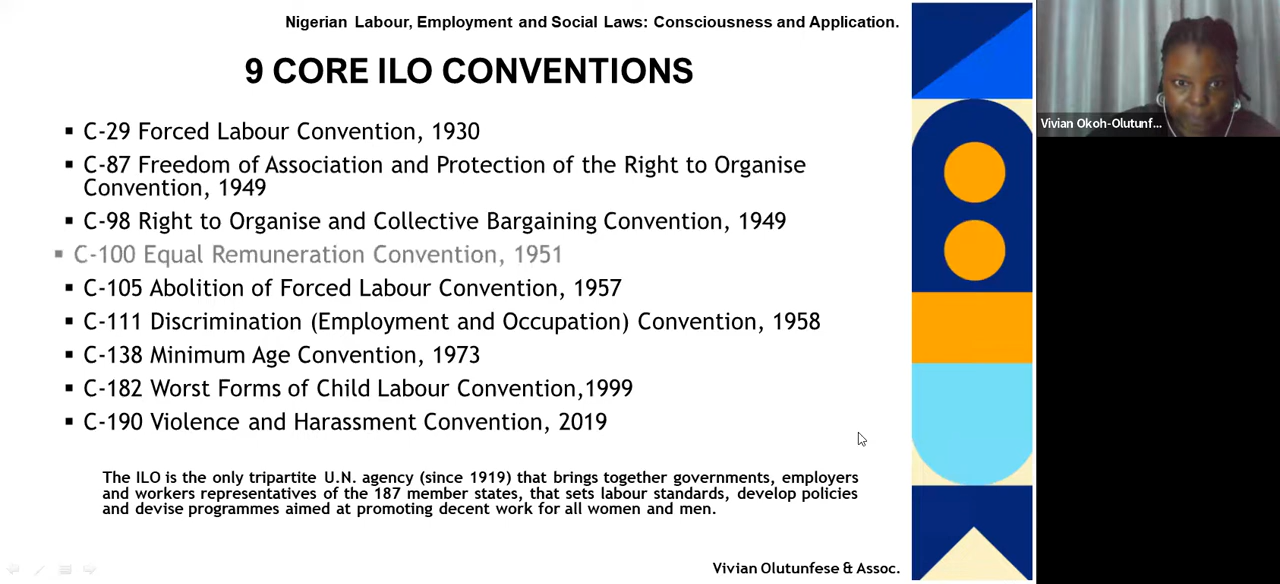 Nigerian Labour, Employment and Social Laws: Consciousness and Application.
9 CORE ILO CONVENTIONS
▪ C-29 Forced Labour Convention, 1930
▪ C-87 Freedom of Association and Protection of the Right to Organise
Convention, 1949
▪ C-98 Right to Organise and Collective Bargaining Convention, 1949
▪ C-100 Equal Remuneration Convention, 1951
▪ C-105 Abolition of Forced Labour Convention, 1957
▪ C-111 Discrimination (Employment and Occupation) Convention, 1958
▪ C-138 Minimum Age Convention, 1973
▪ C-182 Worst Forms of Child Labour Convention,1999
▪ C-190 Violence and Harassment Convention, 2019
The ILO is the only tripartite U.N. agency (since 1919) that brings together governments, employers
and workers representatives of the 187 member states, that sets labour standards, develop policies
and devise programmes aimed at promoting decent work for all women and men.
Vivian Olutunfese & Assoc.
Vivian Okoh-Olutunf...